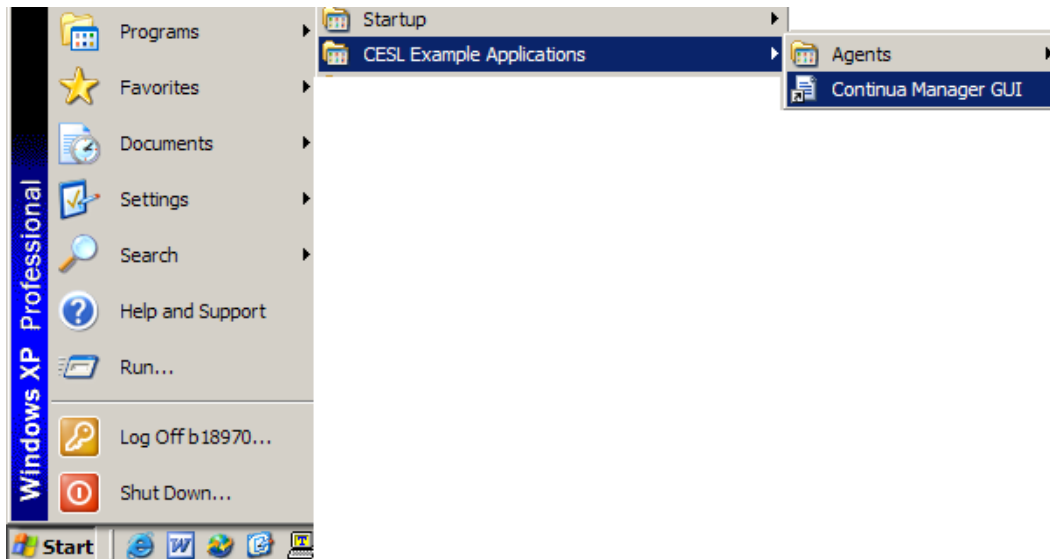 Programs
Favorites
Documents
Settings
Search
Help and Support
Run...
Log Off b18970...
Shut Down...
Windows XP Professional
Start
Startup
CESL Example Applications
Agents
Continua Manager GUI